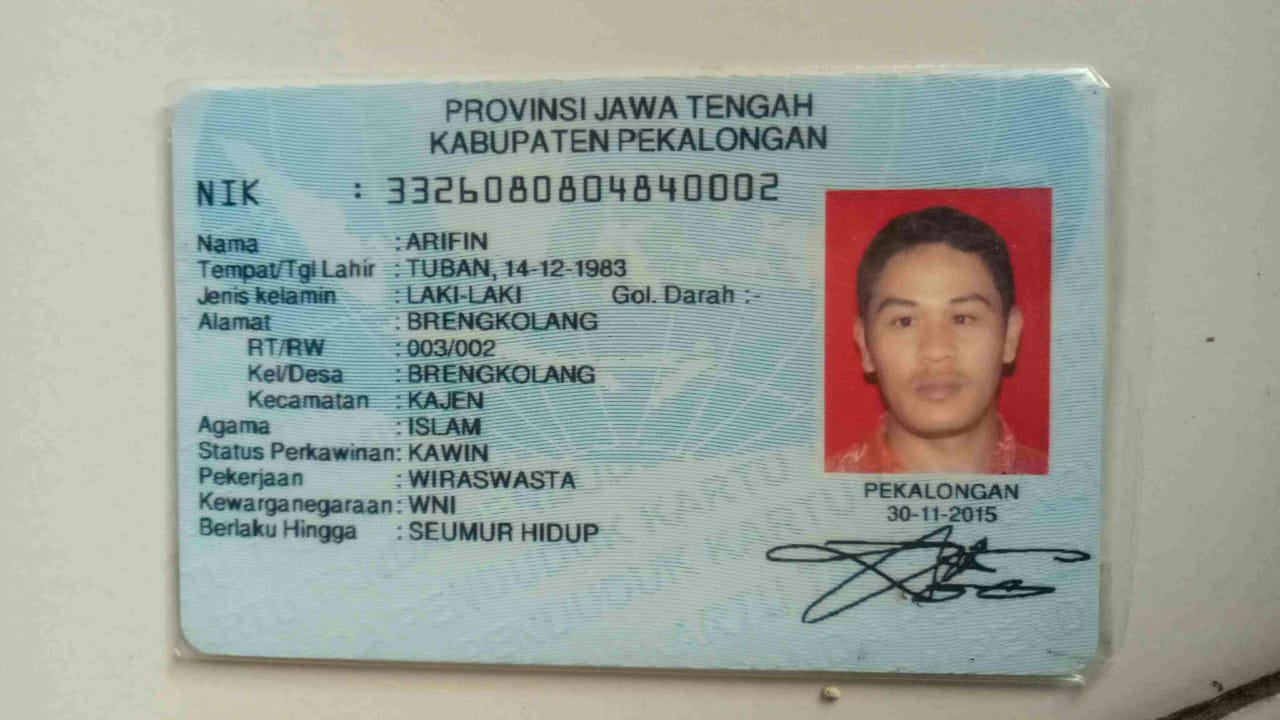 PROVINSI JAWA TENGAH
KABUPATEN PEKALONGAN
NIK : 3326080804840002
Nama : ARIFIN
Tempat/Tgl Lahir : TUBAN, 14-12-1983
Jenis kelamin : LAKI-LAKI Gol. Darah :-
Alamat : BRENGKOLANG
RT/RW : 003/002
Kel/Desa : BRENGKOLANG
Kecamatan : KAJEN
Agama : ISLAM
Status Perkawinan: KAWIN
Pekerjaan : WIRASWASTA
Kewarganegaraan: WNI
Berlaku Hingga : SEUMUR HIDUP
PEKALONGAN
30-11-2015